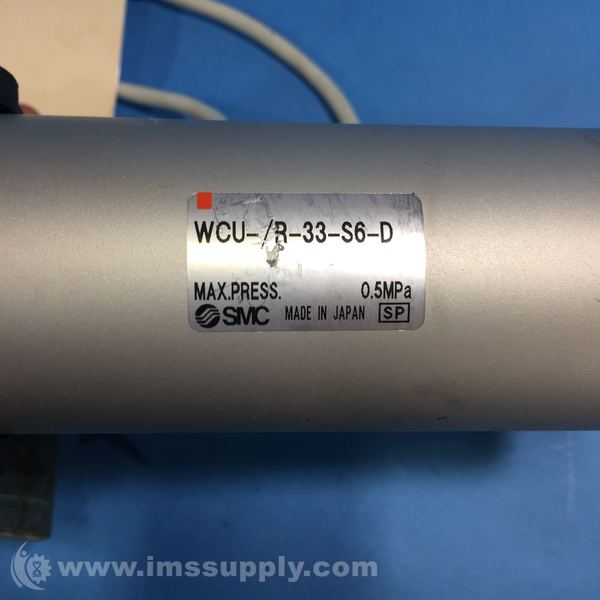 WCU-/R-33-S6-D
MAX.PRESS. 0.5MPa
SMC MADE IN JAPAN SP
www.imssupply.com